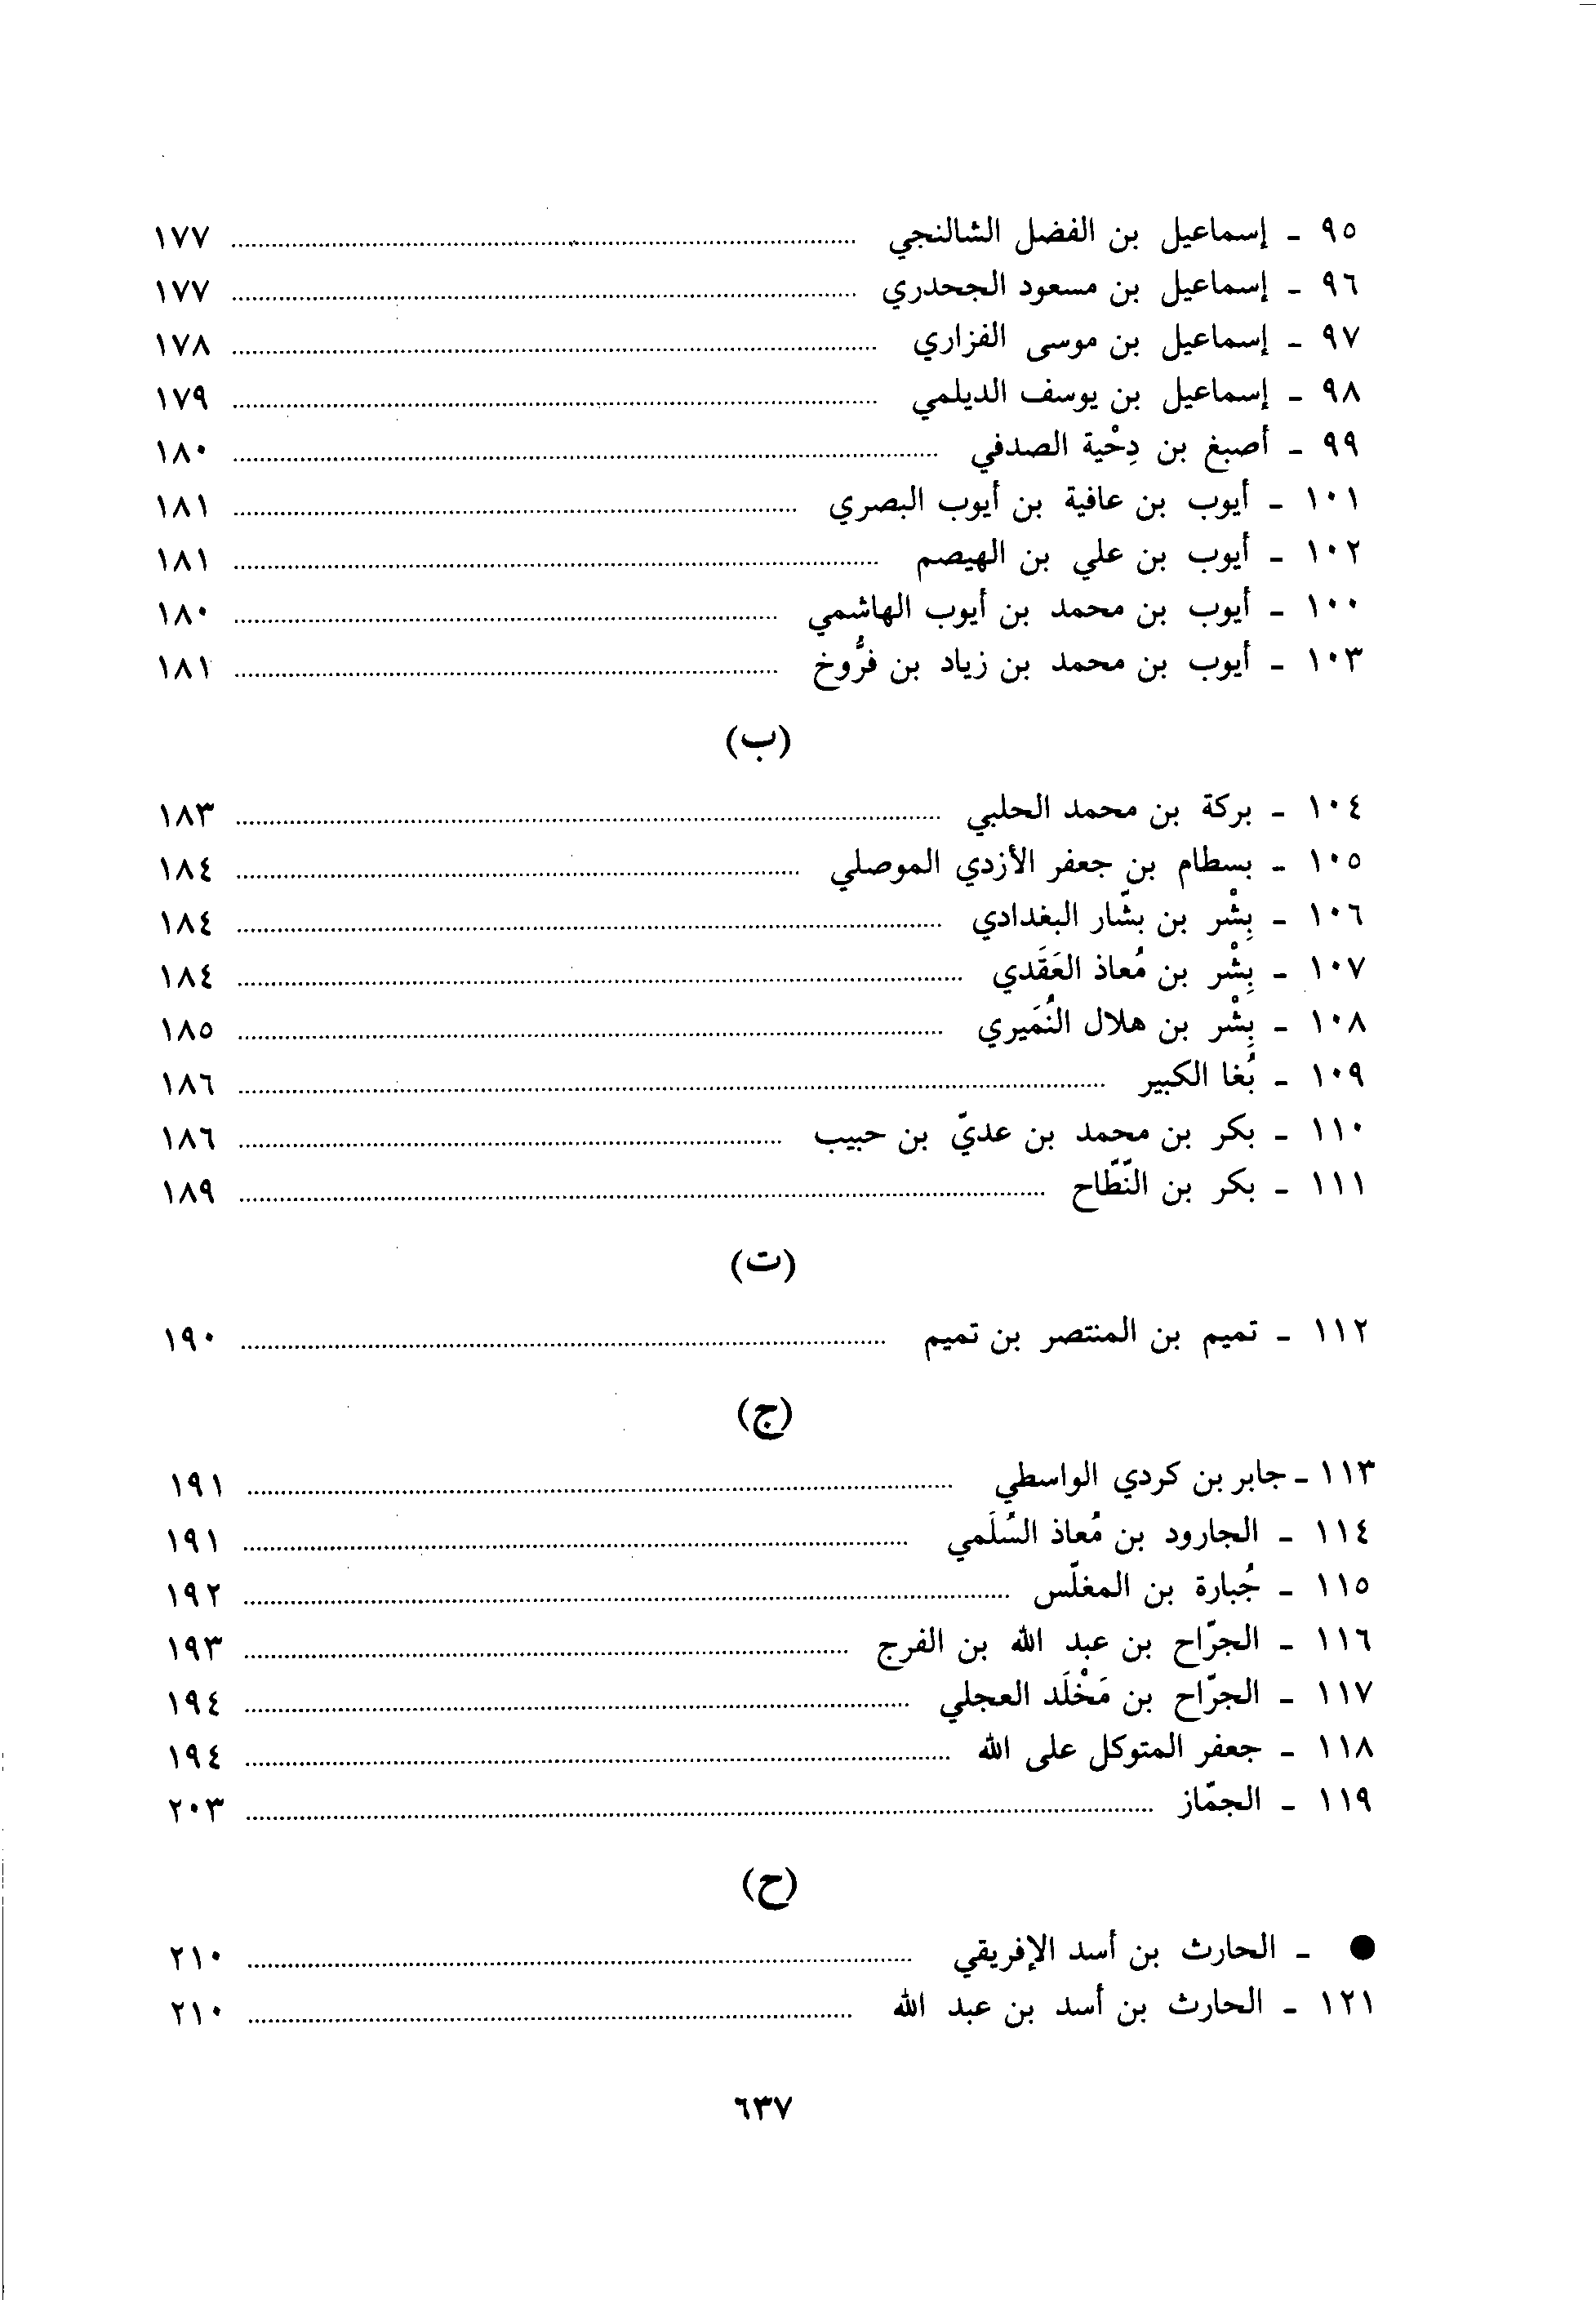 ٩٥ - إسماعيل بن الفضل الشالنجي ........ ١٧٧
٩٦ - إسماعيل بن مسعود الجحدري ........ ١٧٧
٩٧ - إسماعيل بن موسى الفزاري ........ ١٧٨
٩٨ - إسماعيل بن يوسف الديلمي ........ ١٧٩
٩٩ - أصبغ بن دِحْية الصدفي ........ ١٨٠
١٠١ - أيوب بن عافية بن أيوب البصري ........ ١٨١
١٠٢ - أيوب بن علي بن الهيصم ........ ١٨١
١٠٠ - أيوب بن محمد بن أيوب الهاشمي ........ ١٨٠
١٠٣ - أيوب بن محمد بن زياد بن فرُّوخ ........ ١٨١
(ب)
١٠٤ - بركة بن محمد الحلبي ........ ١٨٣
١٠٥ - بسطام بن جعفر الأزدي الموصلي ........ ١٨٤
١٠٦ - بِشْر بن بشّار البغدادي ........ ١٨٤
١٠٧ - بِشْر بن مُعاذ العَقَدي ........ ١٨٤
١٠٨ - بِشْر بن هلال النُمَيري ........ ١٨٥
١٠٩ - بُغا الكبير ........ ١٨٦
١١٠ - بكر بن محمد بن عديّ بن حبيب ........ ١٨٦
١١١ - بكر بن النّطّاح ........ ١٨٩
(ت)
١١٢ - تميم بن المنتصر بن تميم ........ ١٩٠
(ج)
١١٣ - جابر بن كردي الواسطي ........ ١٩١
١١٤ - الجارود بن مُعاذ السُلَمي ........ ١٩١
١١٥ - جُبارة بن المغلّس ........ ١٩٢
١١٦ - الجرّاح بن عبد الله بن الفرج ........ ١٩٣
١١٧ - الجرّاح بن مَخْلَد العجلي ........ ١٩٤
١١٨ - جعفر المتوكل على الله ........ ١٩٤
١١٩ - الجمّاز ........ ٢٠٣
(ح)
● - الحارث بن أسد الإفريقي ........ ٢١٠
١٢١ - الحارث بن أسد بن عبد الله ........ ٢١٠
٦٣٧